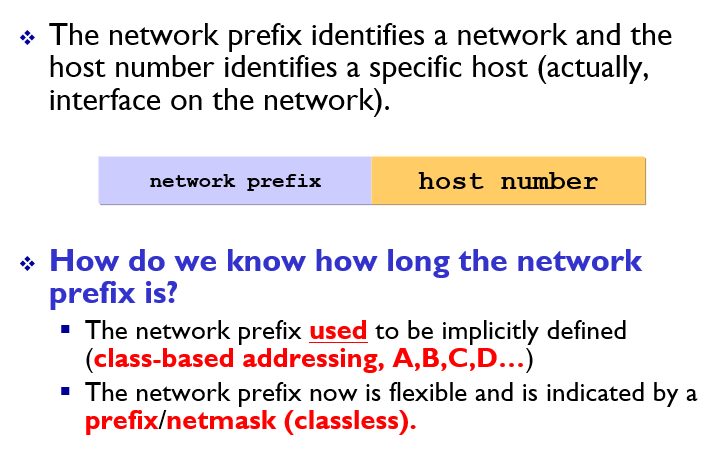 The network prefix identifies a network and the
host number identifies a specific host (actually,
interface on the network).
network prefix host number
How do we know how long the network
prefix is?
The network prefix used to be implicitly defined
(class-based addressing, A,B,C,D…)
The network prefix now is flexible and is indicated by a
prefix/netmask (classless).